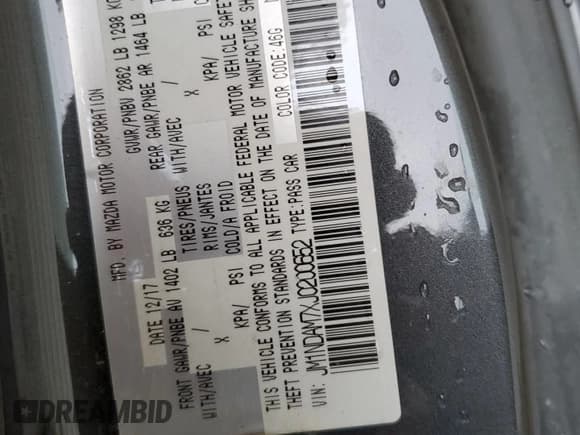 MFD. BY MAZDA MOTOR CORPORATION
DATE 12/17 GVWR/PNBV 2862 LB 1298 KG
FRONT GAWR/PNBE AV 1402 LB 636 KG REAR GAWR/PNBE AR 1464 LB
WITH/AVEC TIRES/PNEUS WITH/AVEC
X RIMS/JANTES X
KPA/ PSI COLD/A FROID KPA/ PSI
THIS VEHICLE CONFORMS TO ALL APPLICABLE FEDERAL MOTOR VEHICLE SAFETY
THEFT PREVENTION STANDARDS IN EFFECT ON THE DATE OF MANUFACTURE SH
VIN: JM1NDAM7XJ0200652 TYPE:PASS CAR COLOR CODE:46G
DREAMBID